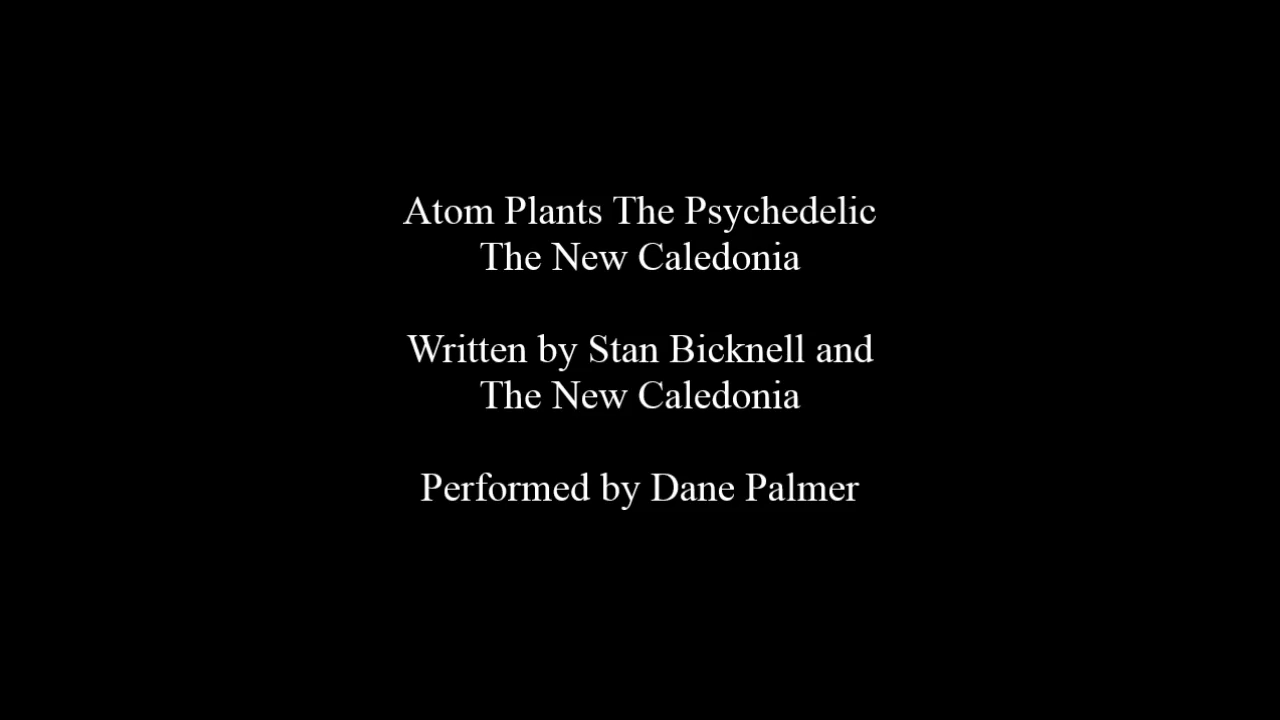 Atom Plants The Psychedelic
The New Caledonia
Written by Stan Bicknell and
The New Caledonia
Performed by Dane Palmer